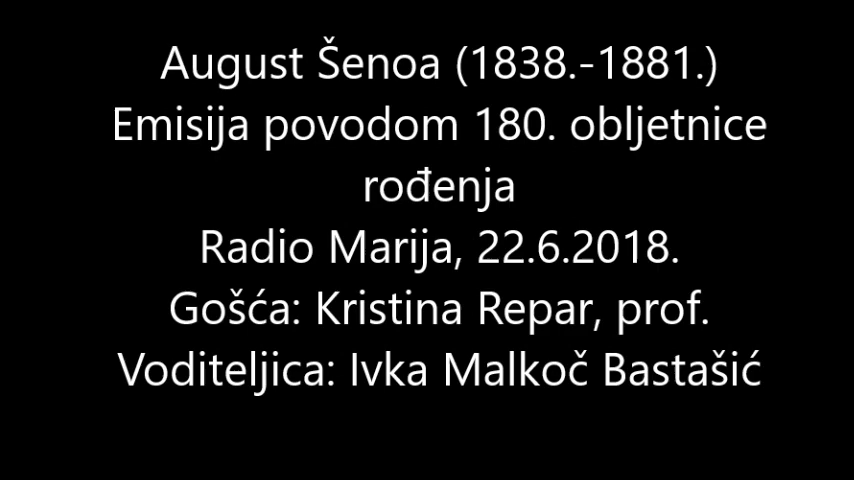 August Šenoa (1838.-1881.)
Emisija povodom 180. obljetnice
rođenja
Radio Marija, 22.6.2018.
Gošća: Kristina Repar, prof.
Voditeljica: Ivka Malkoč Bastašić